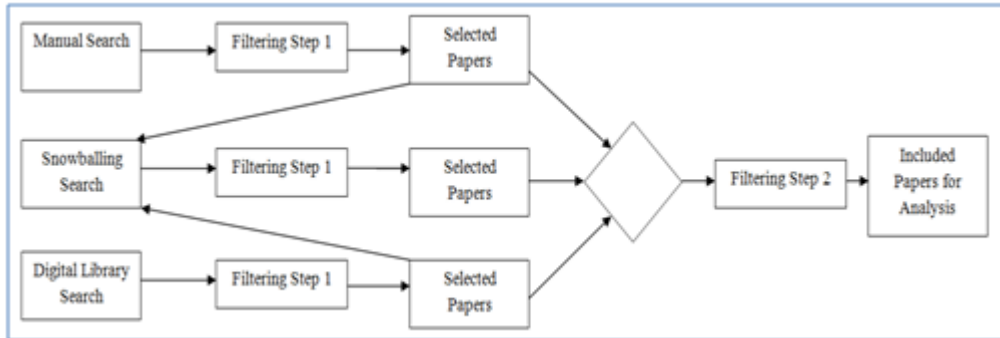 Manual Search
Filtering Step 1
Selected
Papers
Snowballing
Search
Filtering Step 1
Selected
Papers
Filtering Step 2
Included
Papers for
Analysis
Digital Library
Search
Filtering Step 1
Selected
Papers